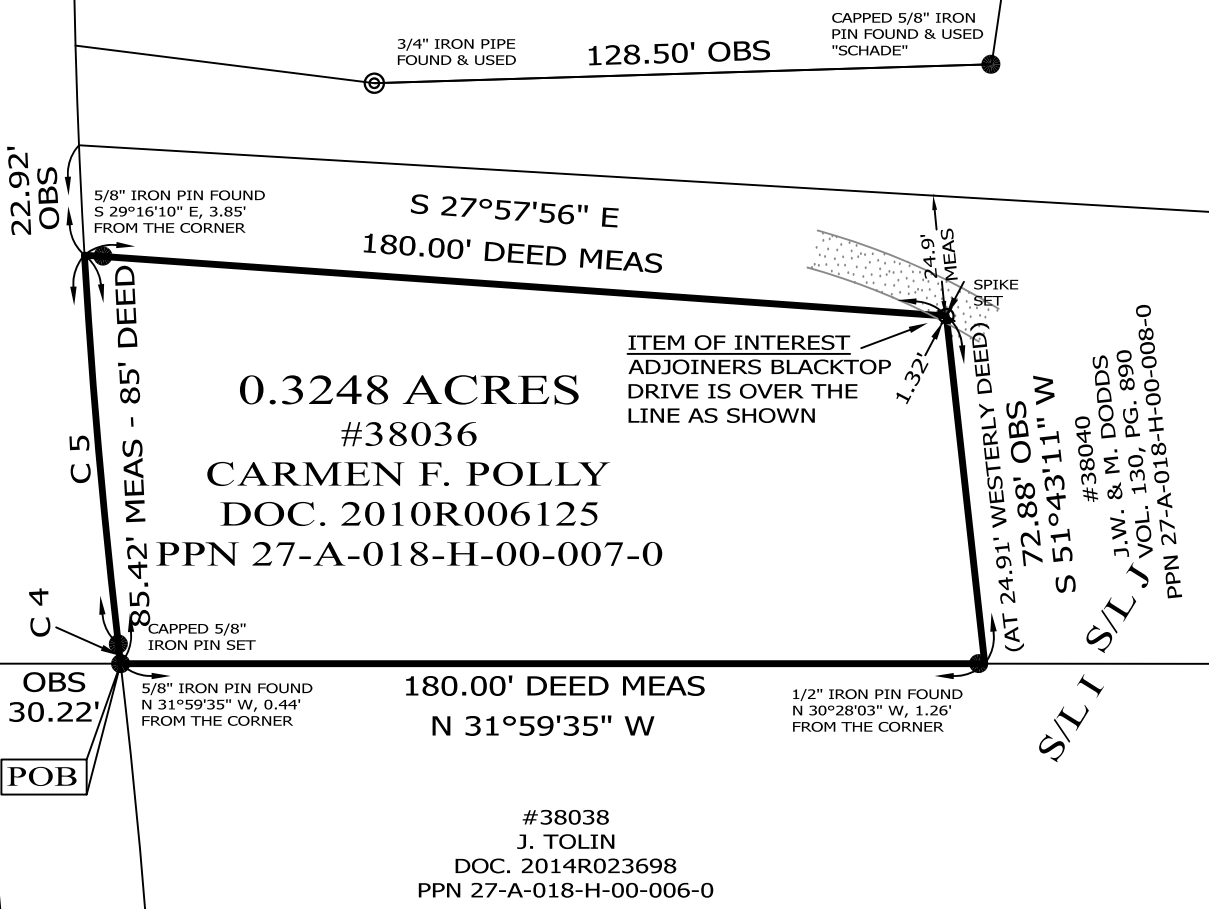 CAPPED 5/8" IRON
PIN FOUND & USED
"SCHADE"
3/4" IRON PIPE
FOUND & USED
128.50' OBS
22.92'
OBS
5/8" IRON PIN FOUND
S 29°16'10" E, 3.85'
FROM THE CORNER
S 27°57'56" E
180.00' DEED MEAS
24.9'
MEAS
SPIKE
SET
ITEM OF INTEREST
ADJOINERS BLACKTOP
DRIVE IS OVER THE
LINE AS SHOWN
1.32'
C 5
85.42' MEAS - 85' DEED
0.3248 ACRES
#38036
CARMEN F. POLLY
DOC. 2010R006125
PPN 27-A-018-H-00-007-0
(AT 24.91' WESTERLY DEED)
72.88' OBS
S 51°43'11" W
#38040
J.W. & M. DODDS
VOL. 130, PG. 890
PPN 27-A-018-H-00-008-0
S/L J
S/L I
C 4
CAPPED 5/8"
IRON PIN SET
OBS
30.22'
5/8" IRON PIN FOUND
N 31°59'35" W, 0.44'
FROM THE CORNER
180.00' DEED MEAS
N 31°59'35" W
1/2" IRON PIN FOUND
N 30°28'03" W, 1.26'
FROM THE CORNER
POB
#38038
J. TOLIN
DOC. 2014R023698
PPN 27-A-018-H-00-006-0